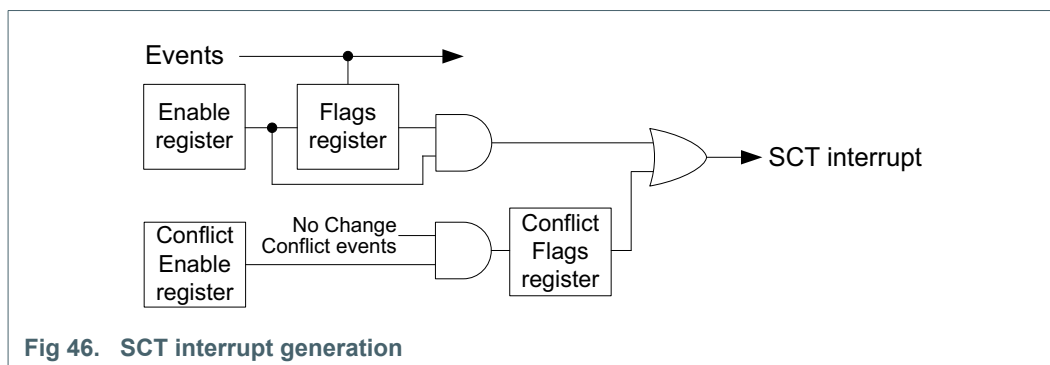 Events
Enable
register
Flags
register
SCT interrupt
No Change
Conflict events
Conflict
Enable
register
Conflict
Flags
register
Fig 46. SCT interrupt generation